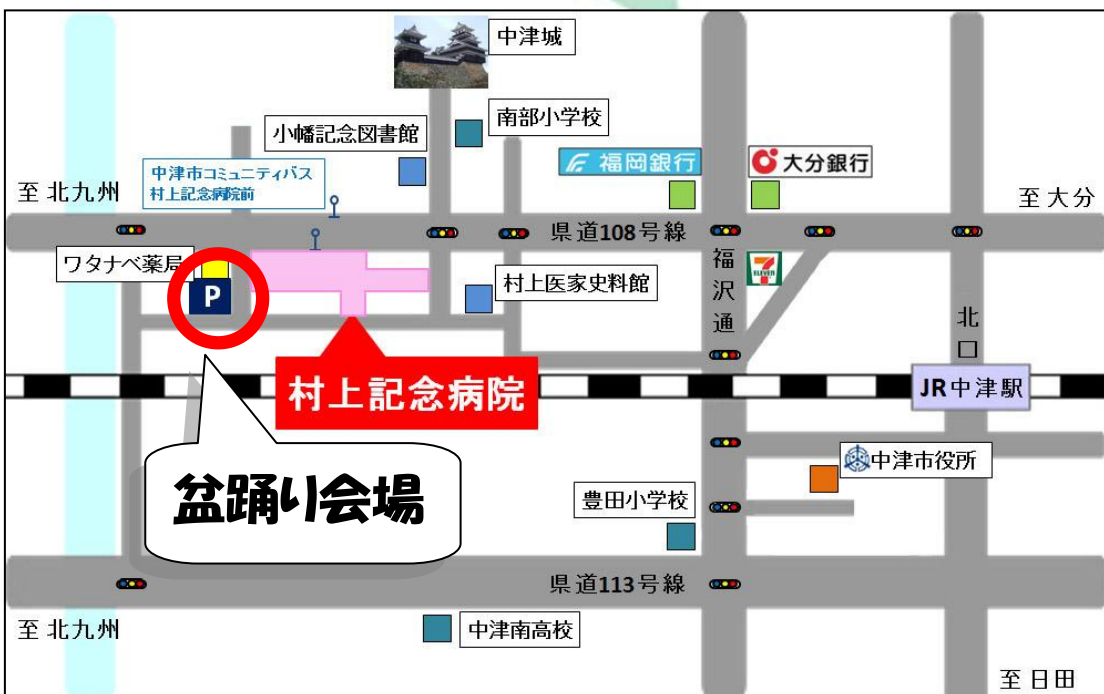 中津城
南部小学校
小幡記念図書館
福岡銀行
大分銀行
中津市コミュニティバス
村上記念病院前
至 北九州
至 大分
県道108号線
ワタナベ薬局
P
村上医家史料館
福沢通
7
ELEVEN
北口
村上記念病院
JR中津駅
盆踊り会場
中津市役所
豊田小学校
県道113号線
至 北九州
中津南高校
至 日田